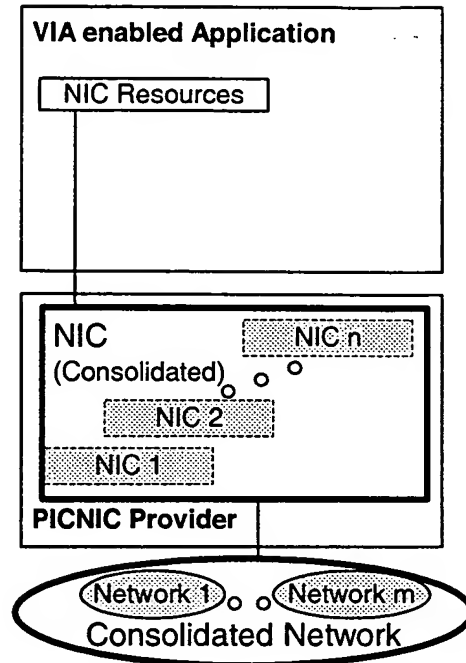 VIA enabled Application
NIC Resources
NIC
NIC n
(Consolidated)
NIC 2
NIC 1
PICNIC Provider
Network 1
Network m
Consolidated Network